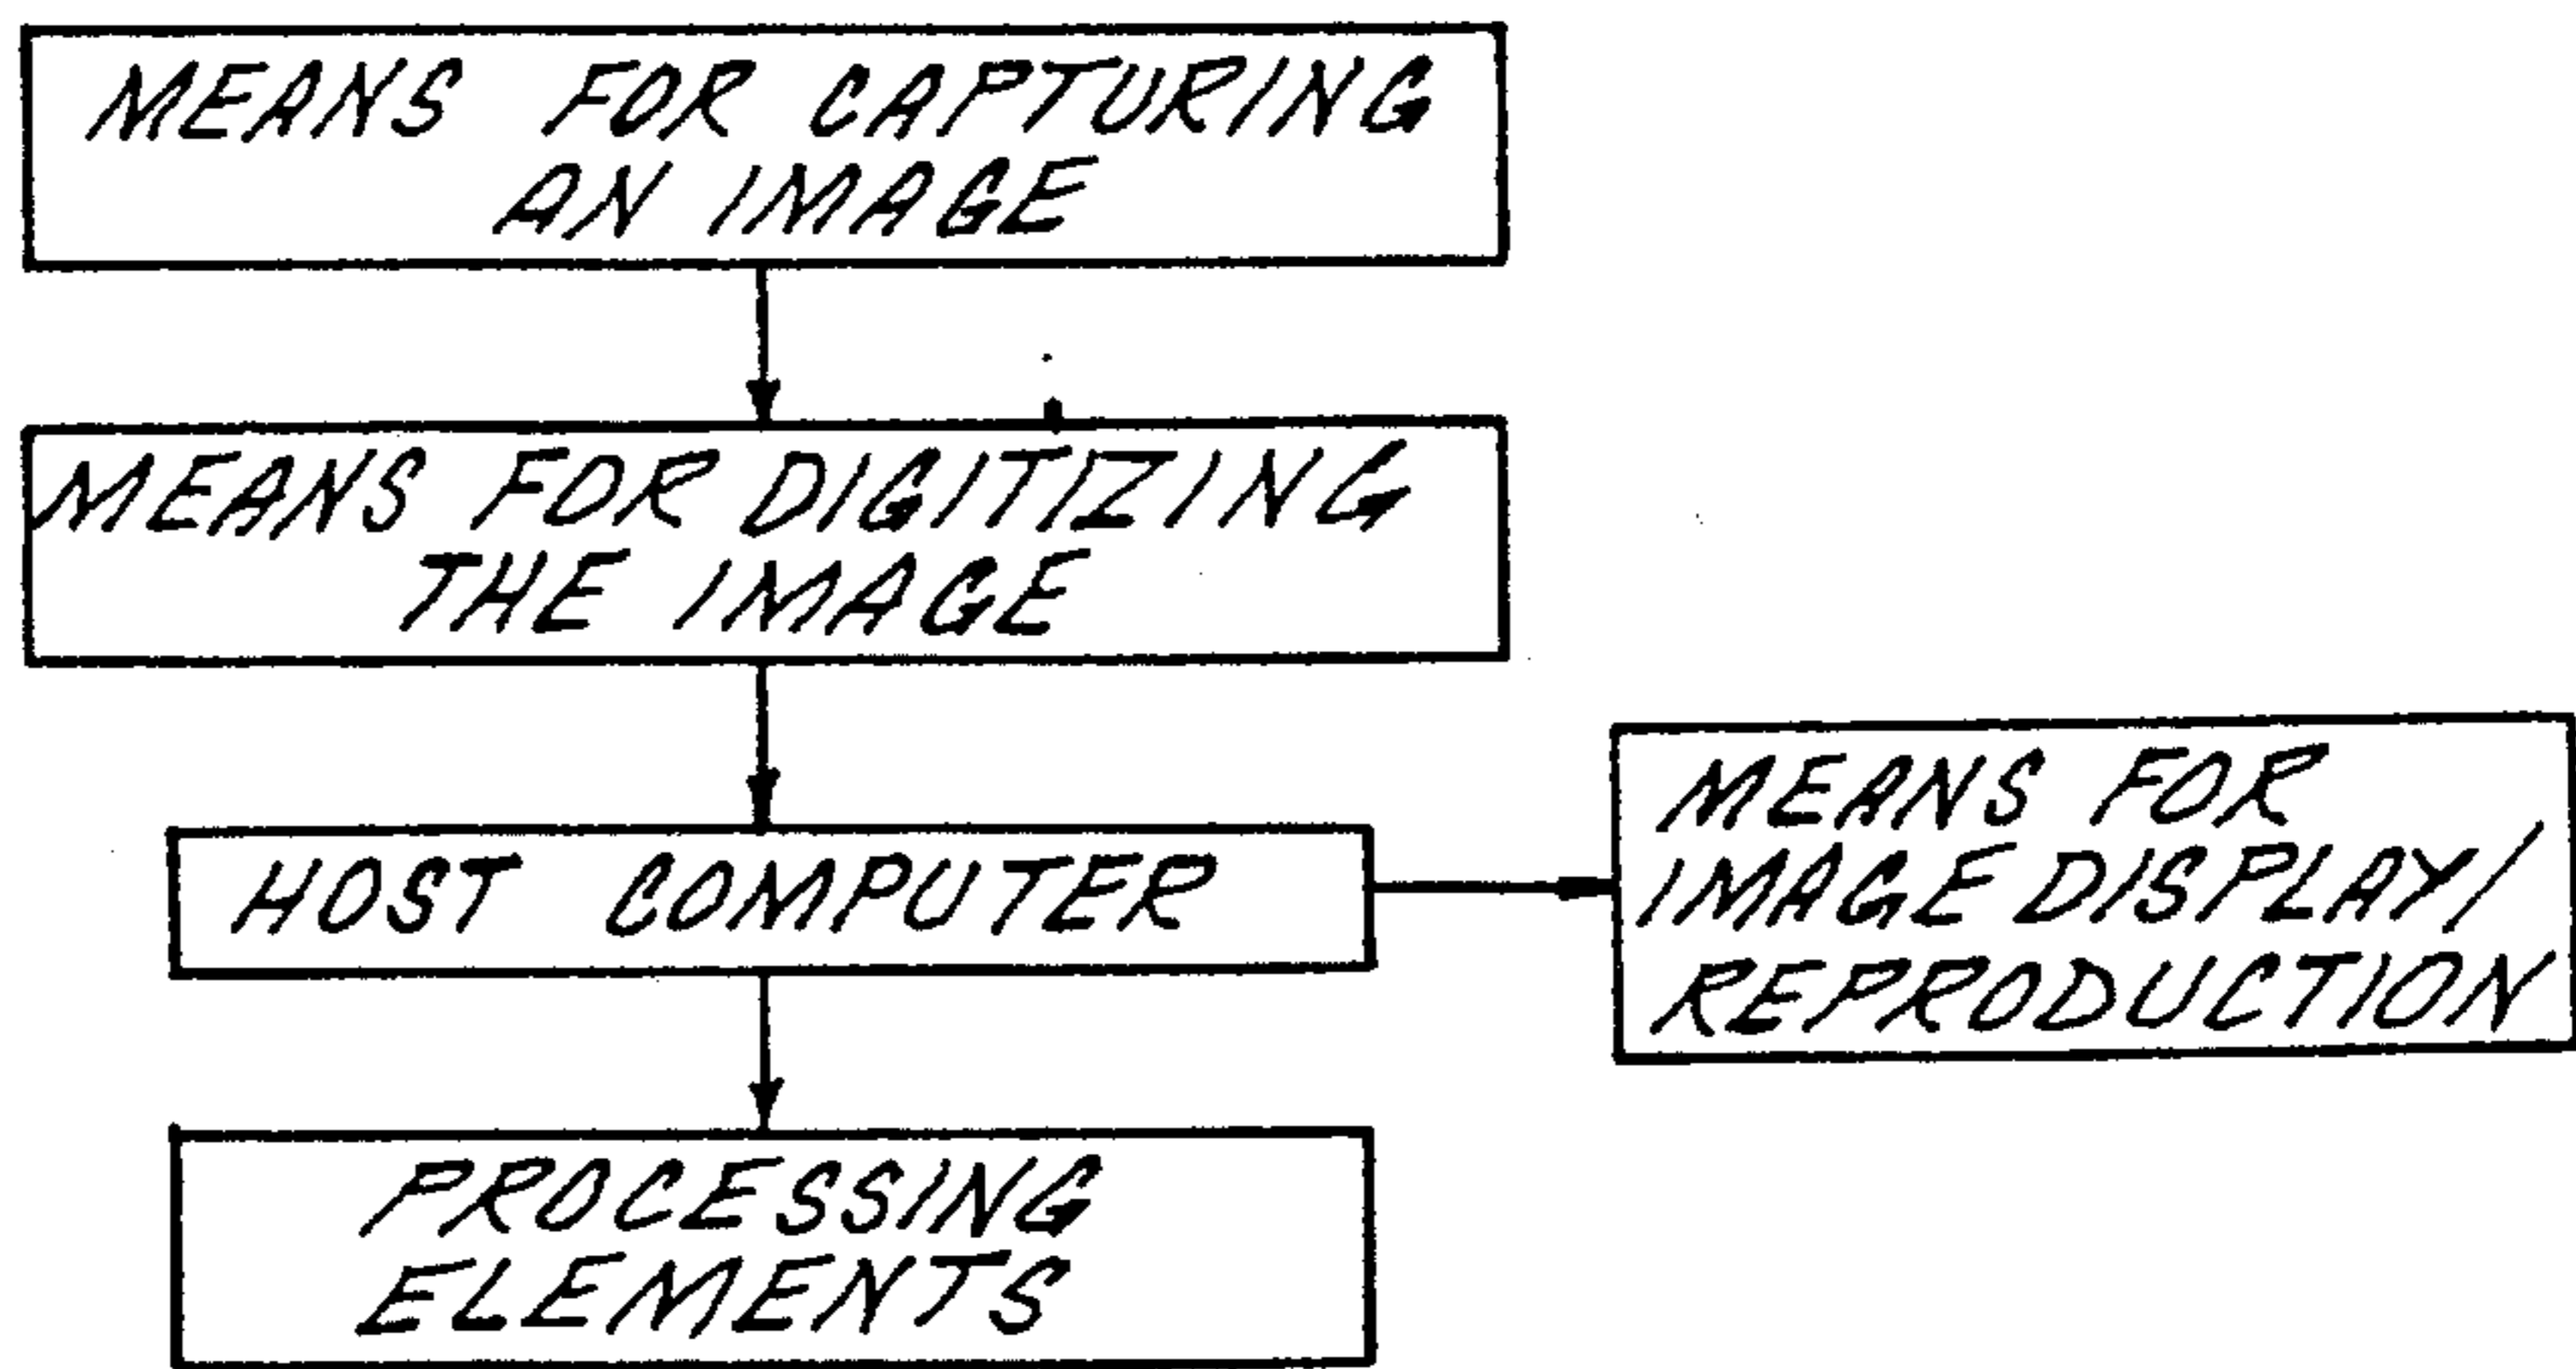 MEANS FOR CAPTURING
AN IMAGE
MEANS FOR DIGITIZING
THE IMAGE
HOST COMPUTER
MEANS FOR
IMAGE DISPLAY/
REPRODUCTION
PROCESSING
ELEMENTS